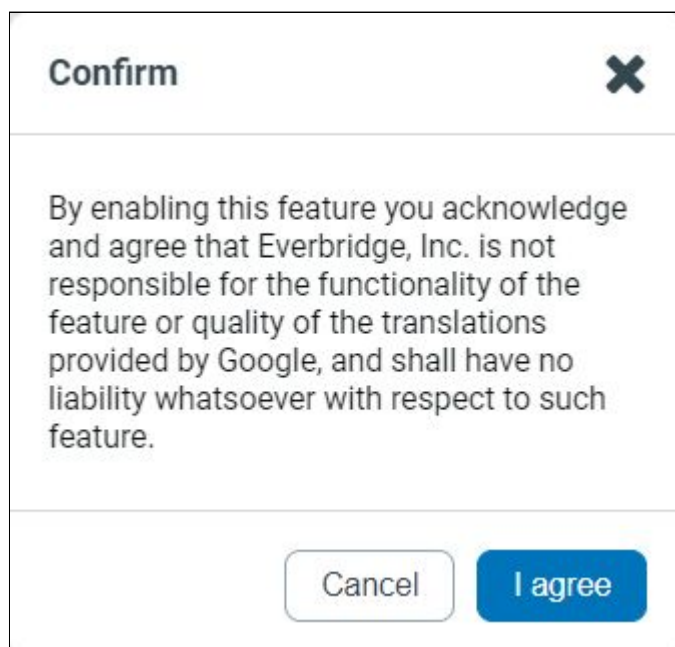 Confirm
By enabling this feature you acknowledge
and agree that Everbridge, Inc. is not
responsible for the functionality of the
feature or quality of the translations
provided by Google, and shall have no
liability whatsoever with respect to such
feature.
Cancel
I agree